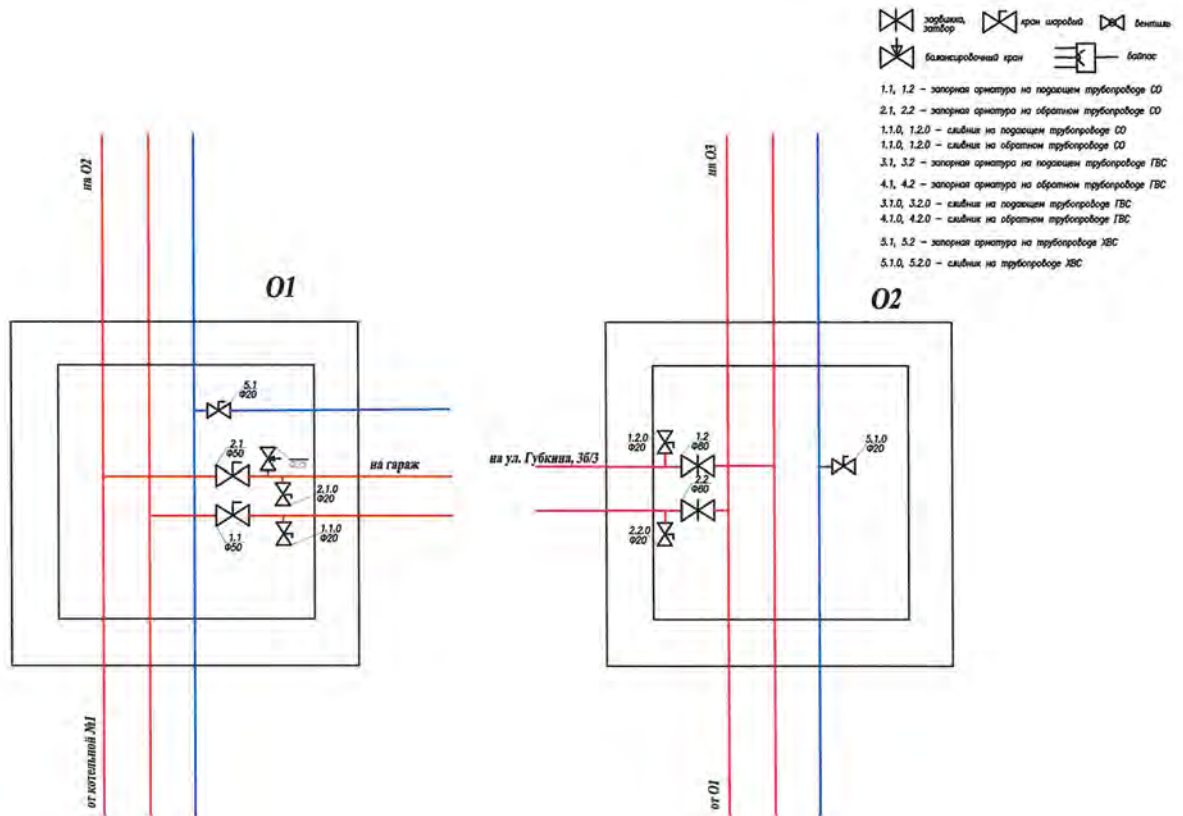 задвижка,
затвор
кран шаровый
вентиль
балансировочный кран
байпас
1.1, 1.2 – запорная арматура на подающем трубопроводе СО
2.1, 2.2 – запорная арматура на обратном трубопроводе СО
1.1.0, 1.2.0 – сливник на подающем трубопроводе СО
1.1.0, 1.2.0 – сливник на обратном трубопроводе СО
3.1, 3.2 – запорная арматура на подающем трубопроводе ГВС
4.1, 4.2 – запорная арматура на обратном трубопроводе ГВС
3.1.0, 3.2.0 – сливник на подающем трубопроводе ГВС
4.1.0, 4.2.0 – сливник на обратном трубопроводе ГВС
5.1, 5.2 – запорная арматура на трубопроводе ХВС
5.1.0, 5.2.0 – сливник на трубопроводе ХВС
на О2
О1
5.1
Ф20
2.1
Ф50
на гараж
2.1.0
Ф20
1.1
Ф50
1.1.0
Ф20
от котельной №1
на О3
О2
1.2.0
Ф20
1.2
Ф80
5.1.0
Ф20
на ул. Губкина, 36/3
2.2
Ф80
2.2.0
Ф20
от О1